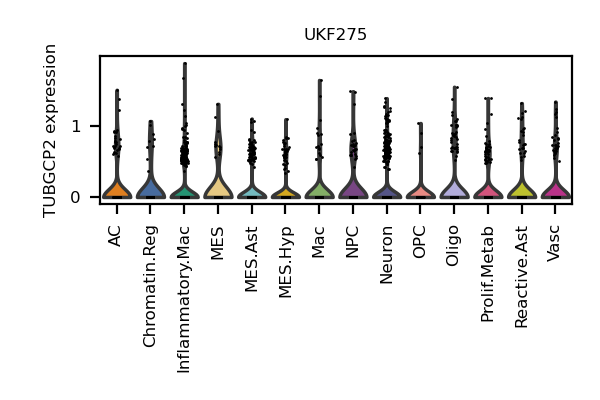 UKF275
TUBGCP2 expression
1
0
AC
Chromatin.Reg
Inflammatory.Mac
MES
MES.Ast
MES.Hyp
Mac
NPC
Neuron
OPC
Oligo
Prolif.Metab
Reactive.Ast
Vasc